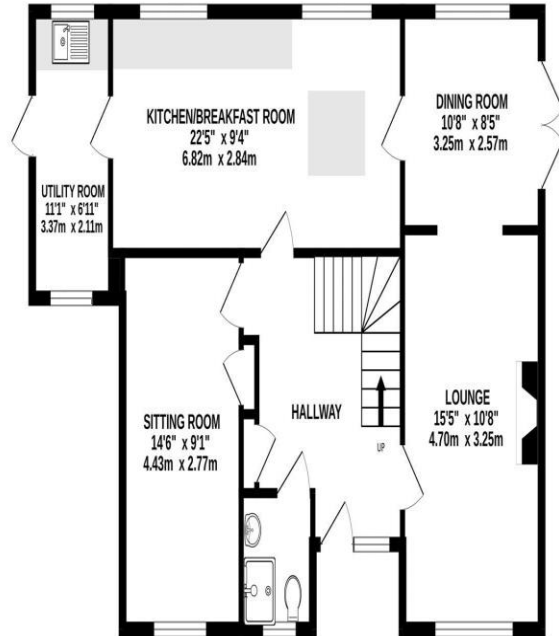 KITCHEN/BREAKFAST ROOM
22'5" x 9'4"
6.82m x 2.84m
DINING ROOM
10'8" x 8'5"
3.25m x 2.57m
UTILITY ROOM
11'1" x 6'11"
3.37m x 2.11m
SITTING ROOM
14'6" x 9'1"
4.43m x 2.77m
HALLWAY
UP
LOUNGE
15'5" x 10'8"
4.70m x 3.25m